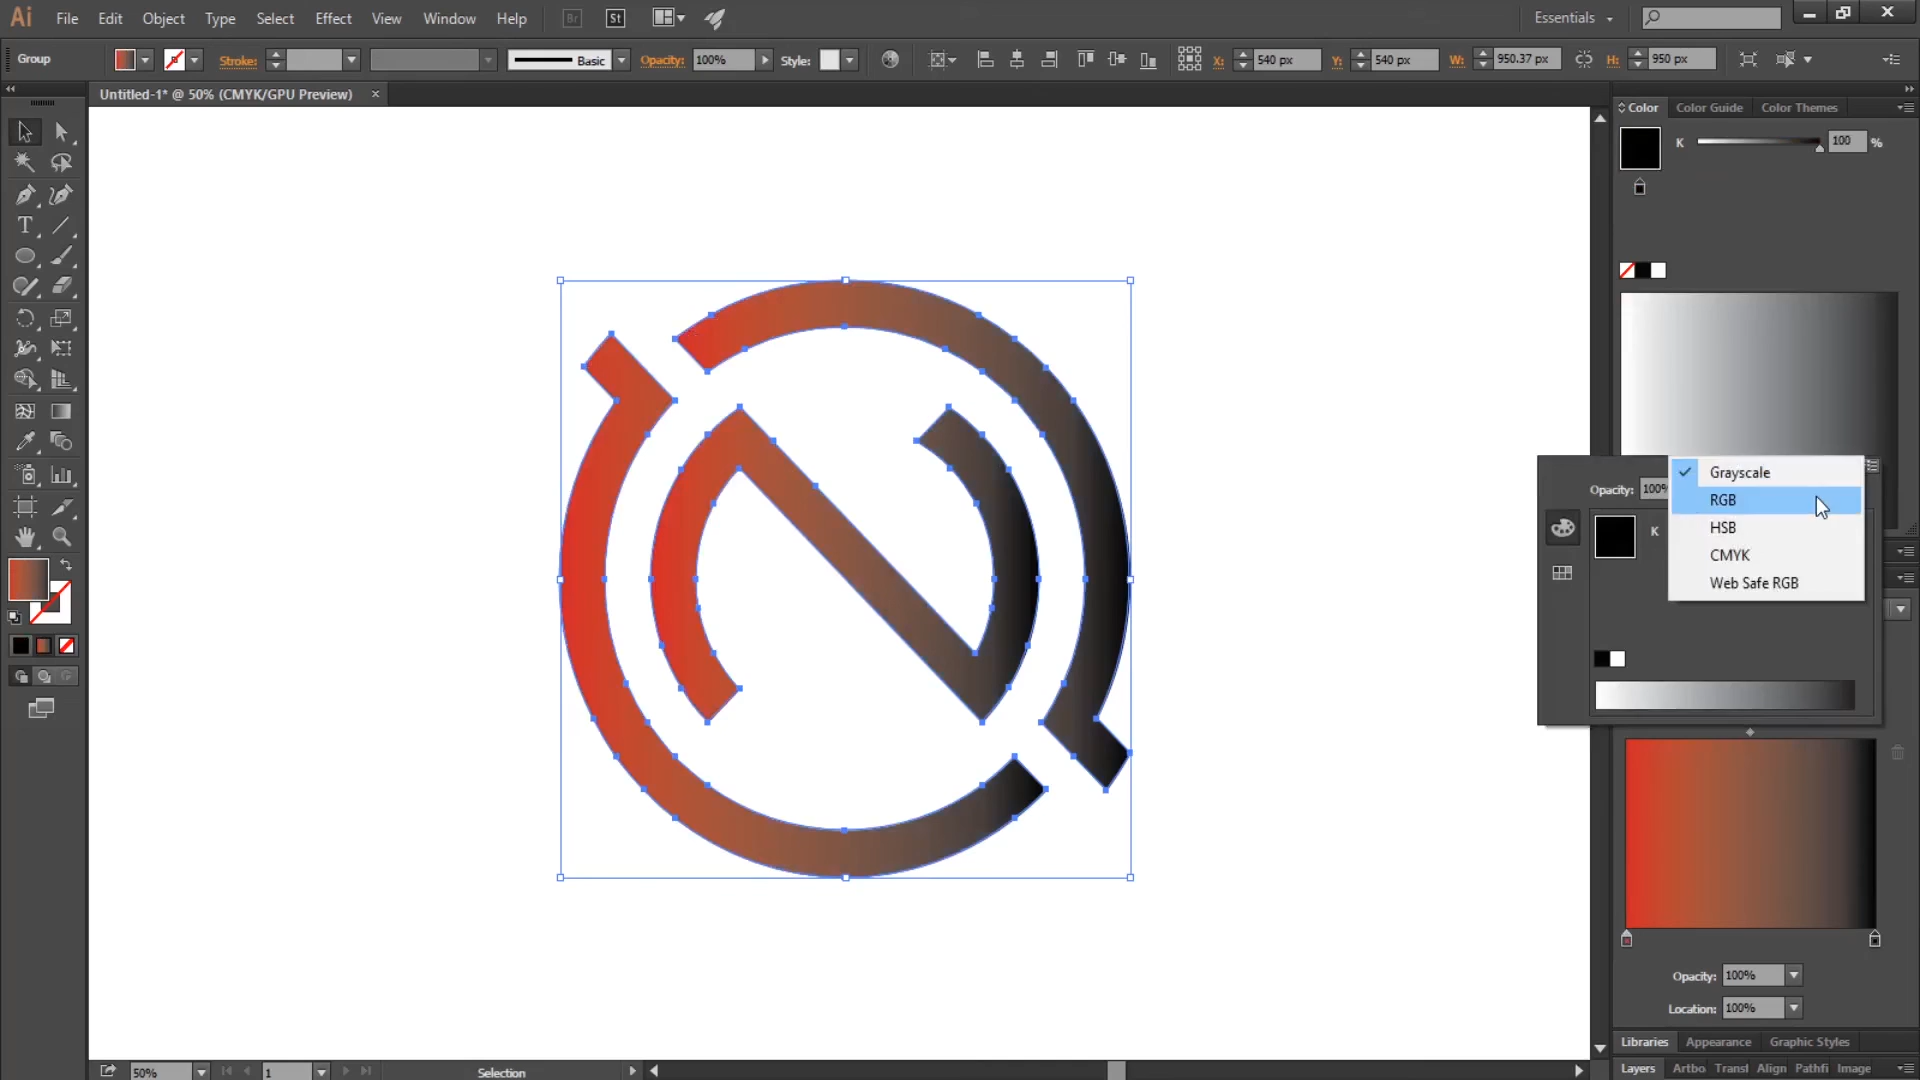 Ai File Edit Object Type Select Effect View Window Help Br St Essentials
Group Stroke: Basic Opacity: 100% Style: X: 540 px Y: 540 px W: 950.37 px H: 950 px
Untitled-1* @ 50% (CMYK/GPU Preview) ×
Color Color Guide Color Themes
K 100 %
Opacity: 100%
K
Grayscale
RGB
HSB
CMYK
Web Safe RGB
Opacity: 100%
Location: 100%
Libraries Appearance Graphic Styles
Layers Artbo Transf Align Pathfi Image
50% 1 Selection